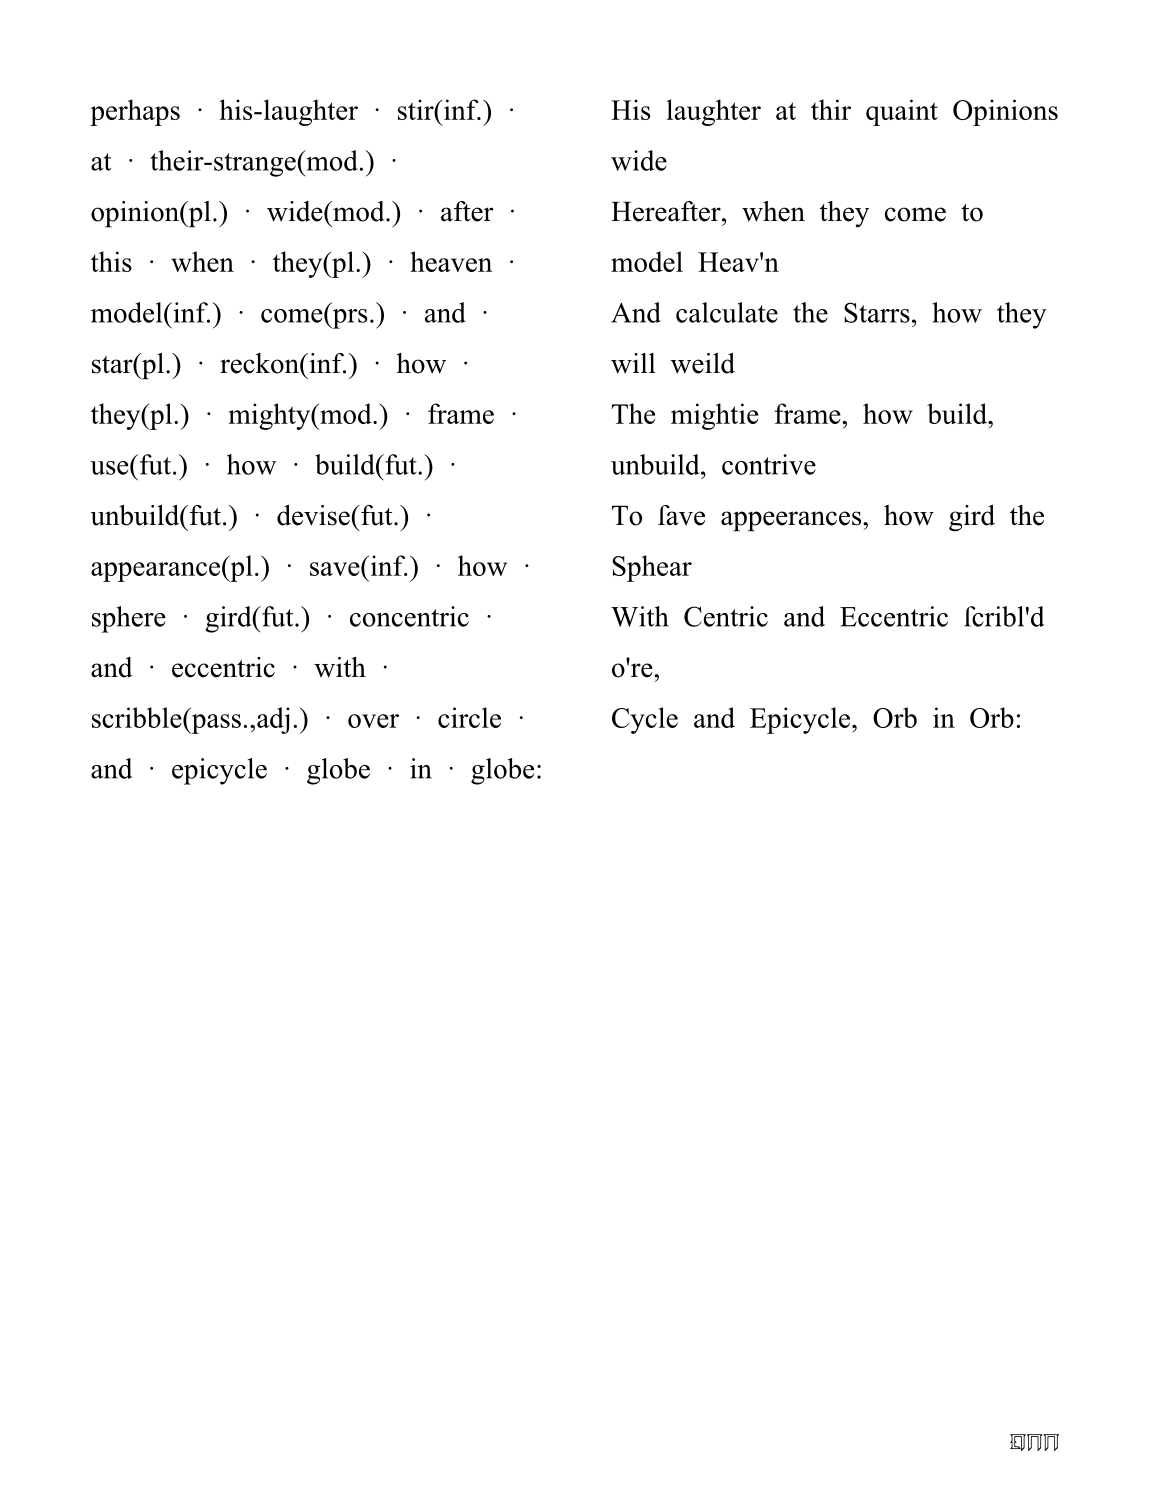 perhaps · his-laughter · stir(inf.) ·
at · their-strange(mod.) ·
opinion(pl.) · wide(mod.) · after ·
this · when · they(pl.) · heaven ·
model(inf.) · come(prs.) · and ·
star(pl.) · reckon(inf.) · how ·
they(pl.) · mighty(mod.) · frame ·
use(fut.) · how · build(fut.) ·
unbuild(fut.) · devise(fut.) ·
appearance(pl.) · save(inf.) · how ·
sphere · gird(fut.) · concentric ·
and · eccentric · with ·
scribble(pass.,adj.) · over · circle ·
and · epicycle · globe · in · globe:
His laughter at thir quaint Opinions
wide
Hereafter, when they come to
model Heav'n
And calculate the Starrs, how they
will weild
The mightie frame, how build,
unbuild, contrive
To ſave appeerances, how gird the
Sphear
With Centric and Eccentric ſcribl'd
o're,
Cycle and Epicycle, Orb in Orb: